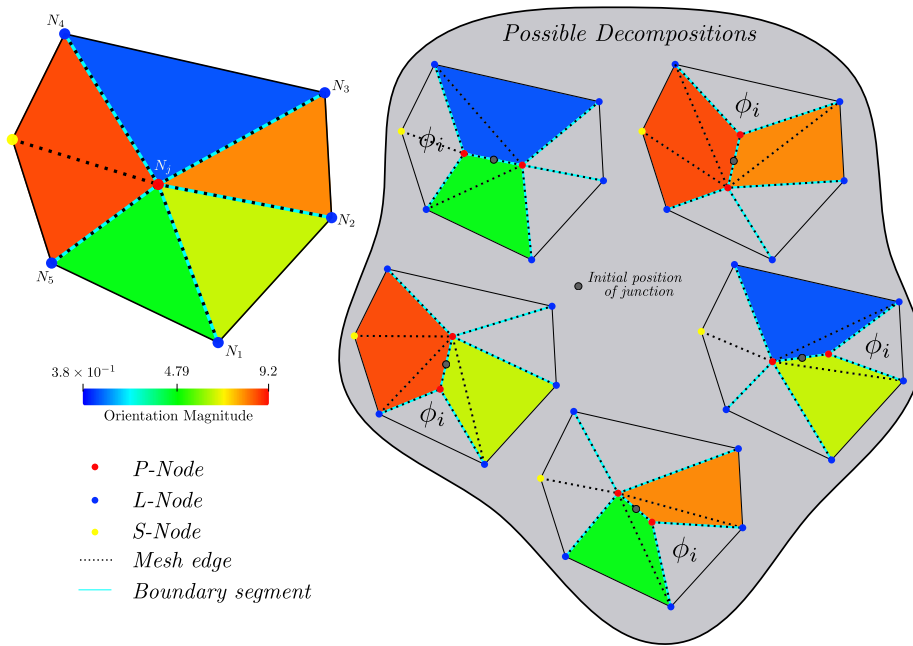 N₄
Possible Decompositions
N₃
ϕᵢ
ϕᵢ
Nⱼ
N₂
N₅
Initial position
of junction
N₁
ϕᵢ
3.8 × 10⁻¹
4.79
9.2
Orientation Magnitude
ϕᵢ
P-Node
L-Node
S-Node
Mesh edge
ϕᵢ
Boundary segment